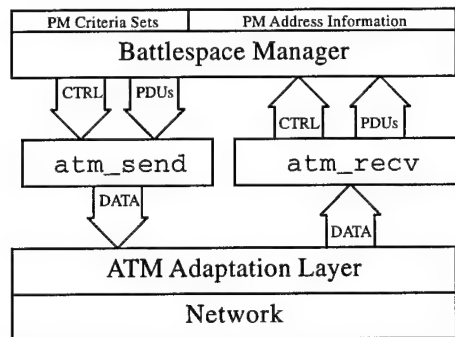 PM Criteria Sets PM Address Information
Battlespace Manager
CTRL PDUs CTRL PDUs
atm_send atm_recv
DATA DATA
ATM Adaptation Layer
Network